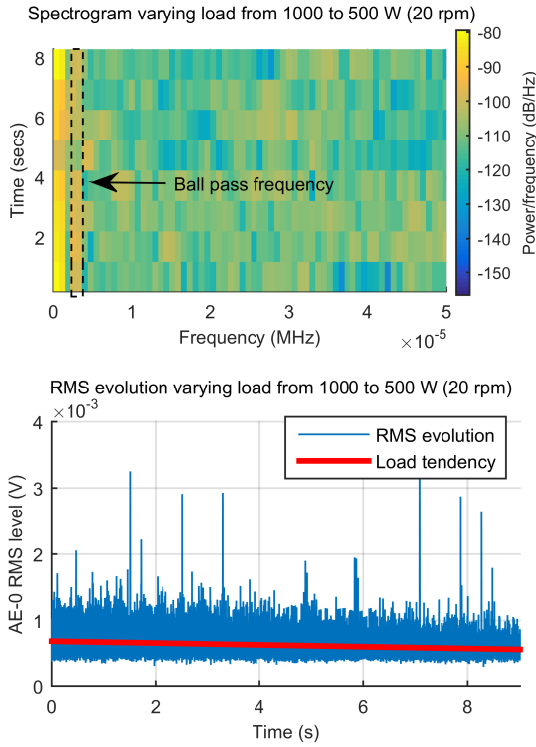 Spectrogram varying load from 1000 to 500 W (20 rpm)
8
6
4
2
Time (secs)
Ball pass frequency
0 1 2 3 4 5
Frequency (MHz)
×10⁻⁵
-80
-90
-100
-110
-120
-130
-140
-150
Power/frequency (dB/Hz)
RMS evolution varying load from 1000 to 500 W (20 rpm)
×10⁻³
4
3
2
1
0
AE-0 RMS level (V)
RMS evolution
Load tendency
0 2 4 6 8
Time (s)